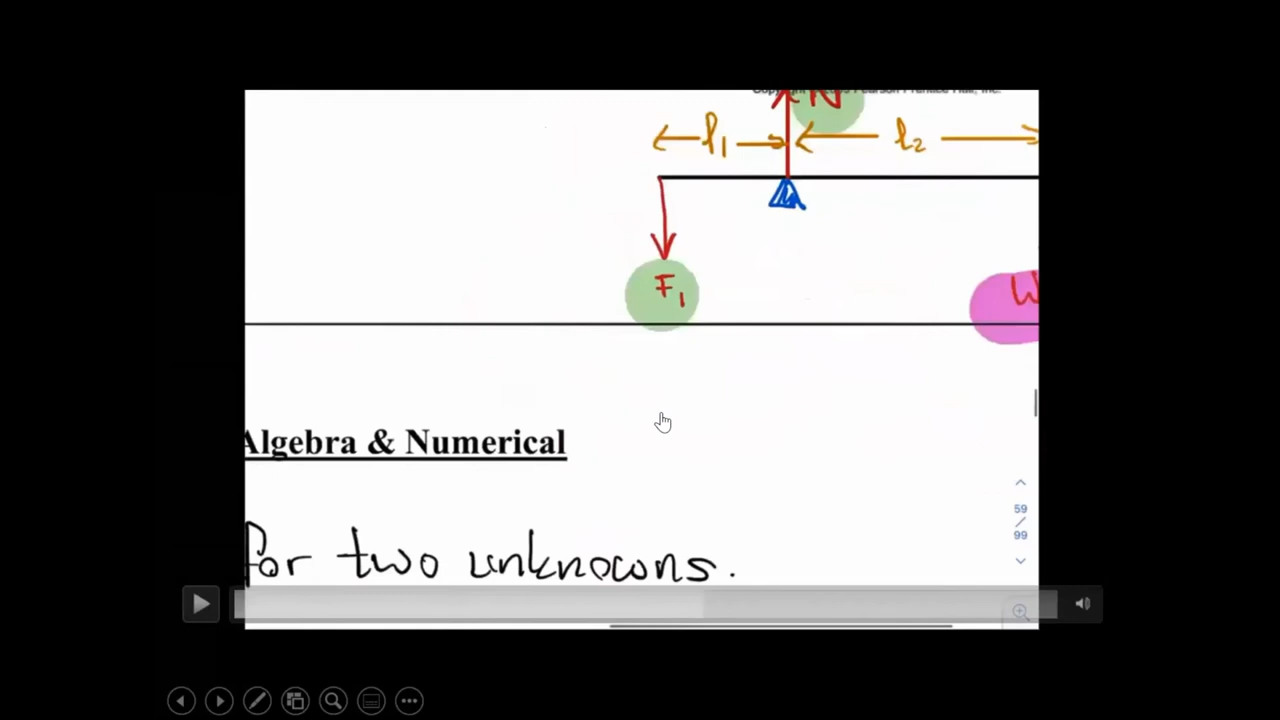 N
l₁ l₂
F₁
W
Algebra & Numerical
59
/
99
for two unknowns.